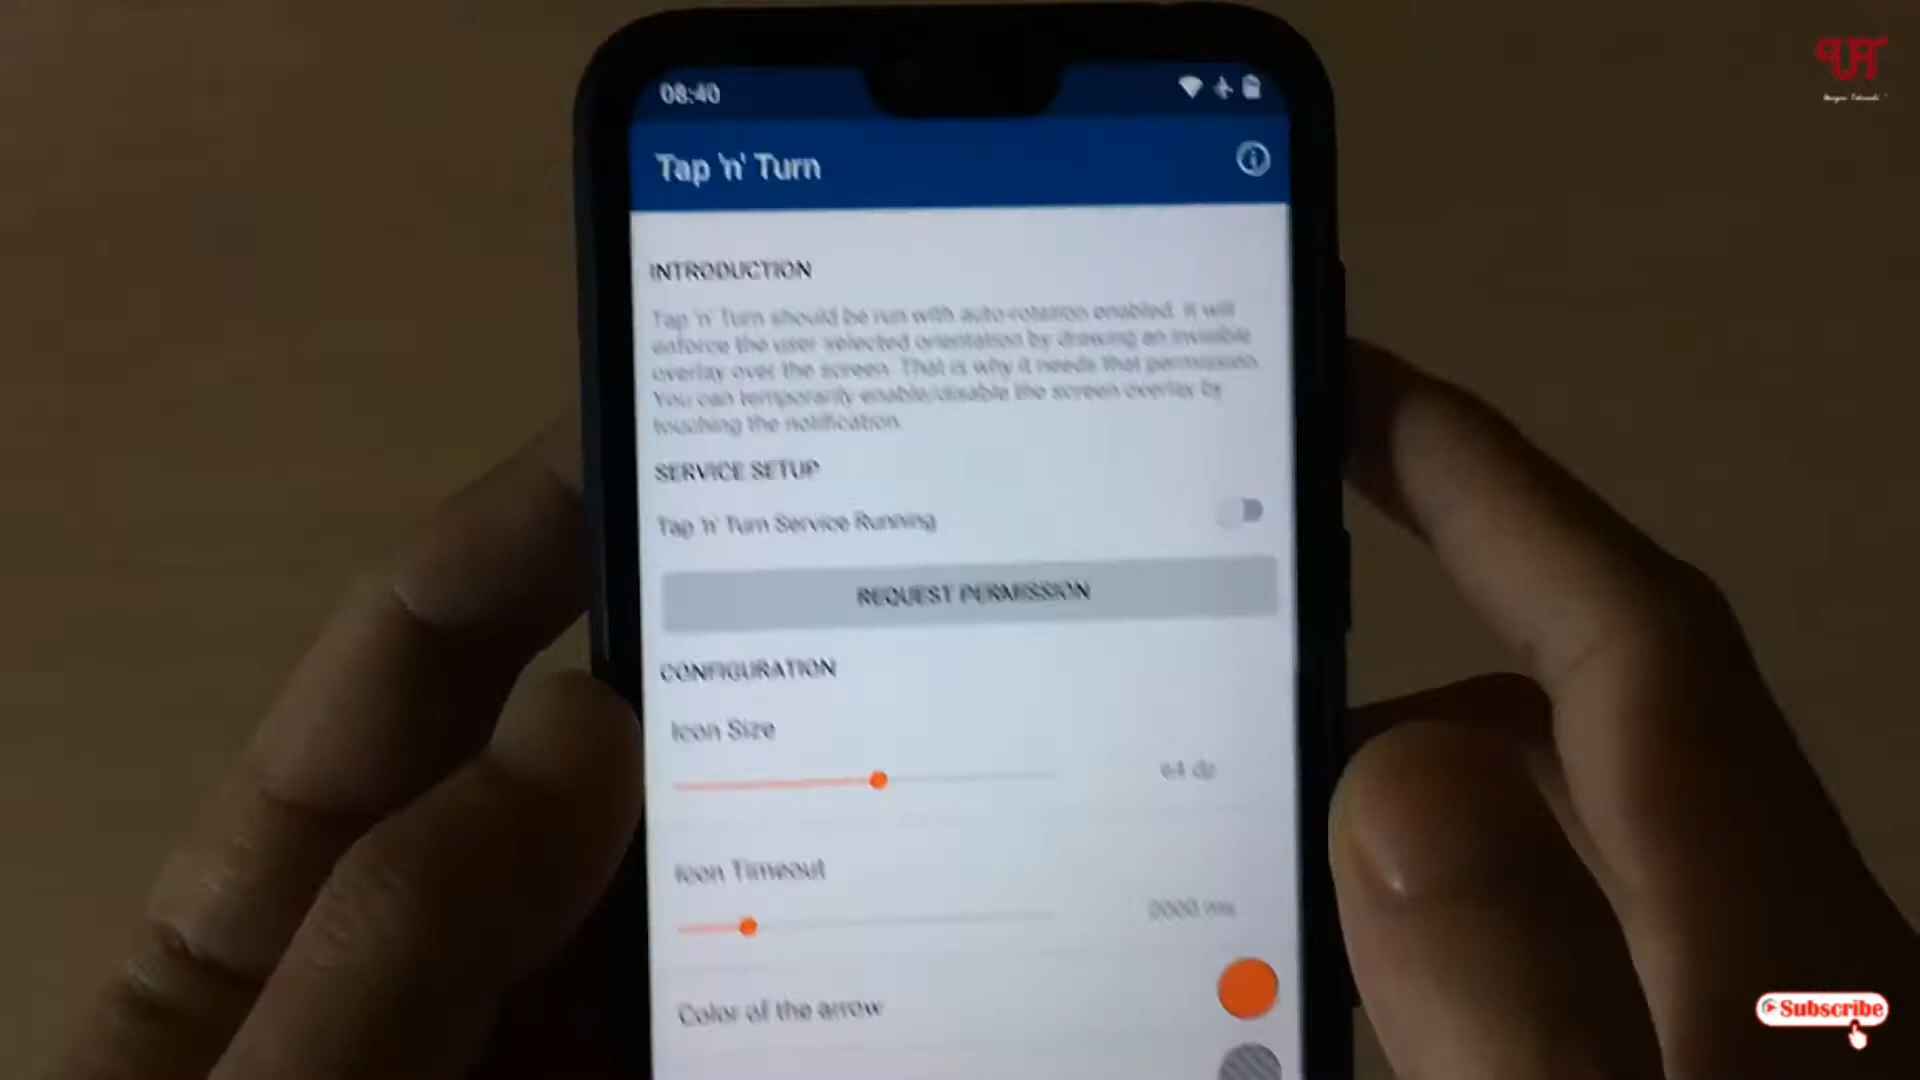 08:40
Tap 'n' Turn
INTRODUCTION
Tap 'n' Turn should be run with auto-rotation enabled. It will
enforce the user selected orientation by drawing an invisible
overlay over the screen. That is why it needs that permission.
You can temporarily enable/disable the screen overlay by
touching the notification.
SERVICE SETUP
Tap 'n' Turn Service Running
REQUEST PERMISSION
CONFIGURATION
Icon Size
64 dp
Icon Timeout
2000 ms
Color of the arrow
UT
Subscribe